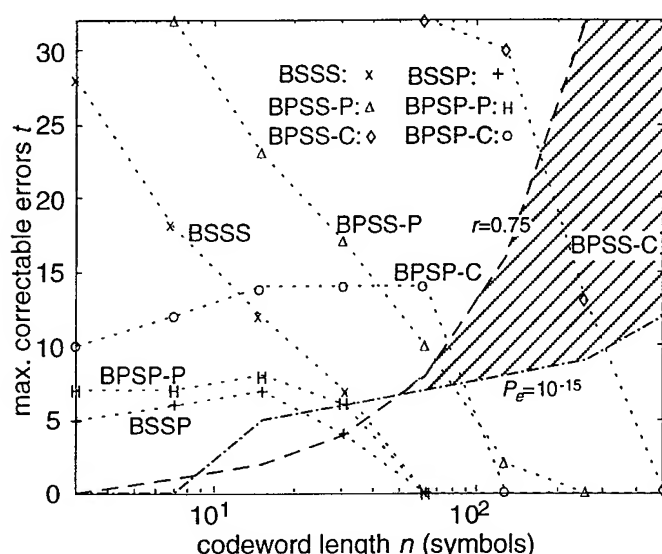 30
25
20
15
10
5
0
max. correctable errors t
BSSS: x BSSP: +
BPSS-P: △ BPSP-P: H
BPSS-C: ◊ BPSP-C: o
BPSS-P
r=0.75
BSSS
BPSP-C
BPSS-C
BPSP-P
Pₑ=10⁻¹⁵
BSSP
10¹ 10²
codeword length n (symbols)